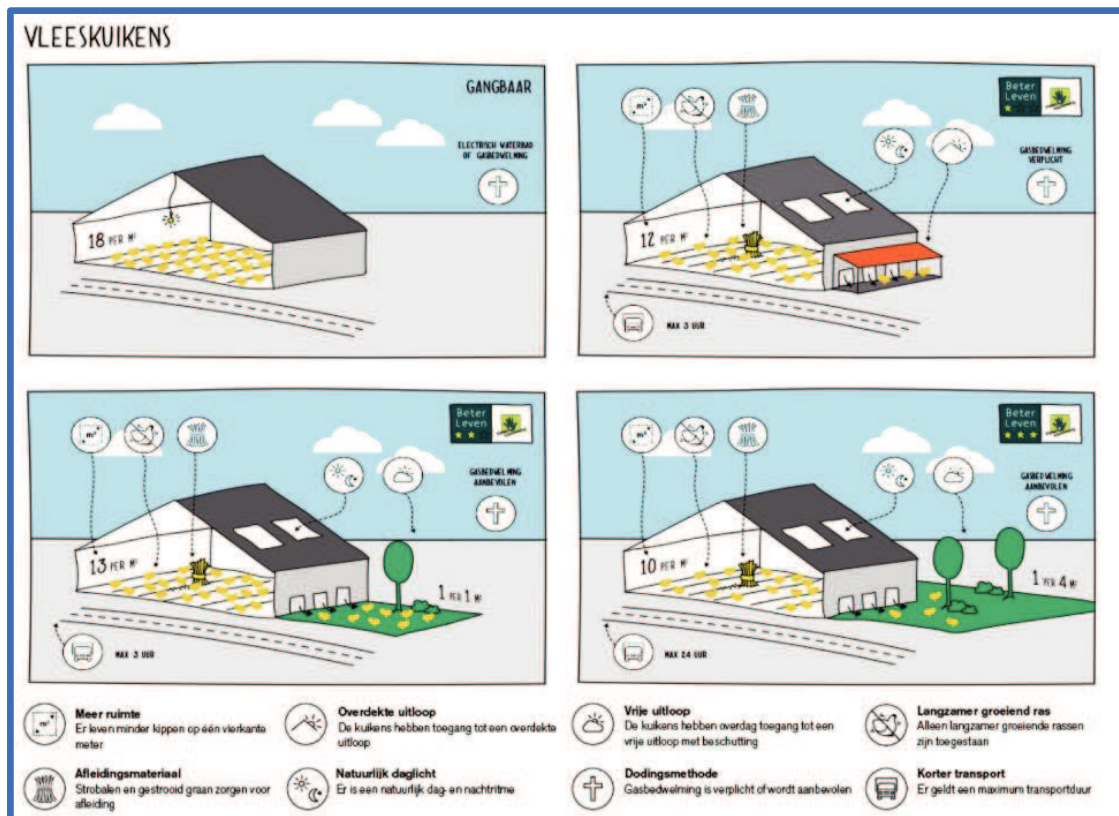 VLEESKUIKENS
GANGBAAR
ELECTRISCH WATERBAD
OF GASBEDWELMING
18 PER M²
Beter
Leven
m²
GASBEDWELMING
VERPLICHT
12 PER M²
MAX 3 UUR
Beter
Leven
m²
GASBEDWELMING
AANBEVOLEN
13 PER M²
1 PER 1 M²
MAX 3 UUR
Beter
Leven
m²
GASBEDWELMING
AANBEVOLEN
10 PER M²
1 PER 4 M²
MAX 24 UUR
m²
Meer ruimte
Er leven minder kippen op één vierkante
meter
Overdekte uitloop
De kuikens hebben toegang tot een overdekte
uitloop
Vrije uitloop
De kuikens hebben overdag toegang tot een
vrije uitloop met beschutting
Langzamer groeiend ras
Alleen langzamer groeiende rassen
zijn toegestaan
Afleidingsmateriaal
Strobalen en gestrooid graan zorgen voor
afleiding
Natuurlijk daglicht
Er is een natuurlijk dag- en nachtritme
Dodingsmethode
Gasbedwelming is verplicht of wordt aanbevolen
Korter transport
Er geldt een maximum transportduur